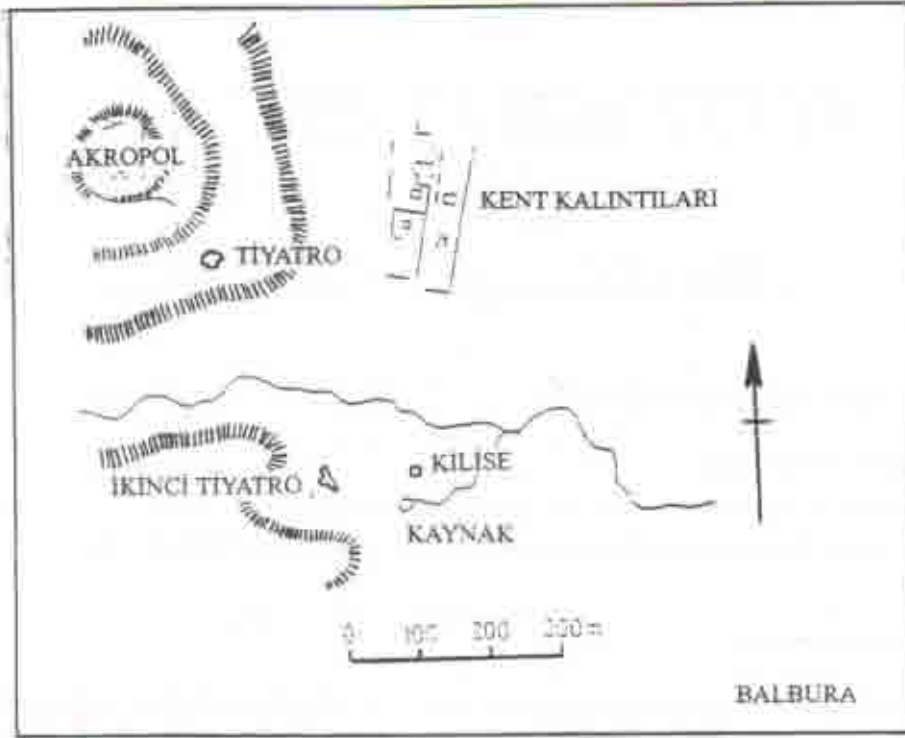 AKROPOL
KENT KALINTILARI
TİYATRO
KİLİSE
İKİNCİ TİYATRO
KAYNAK
0 100 200 300 m
BALBURA